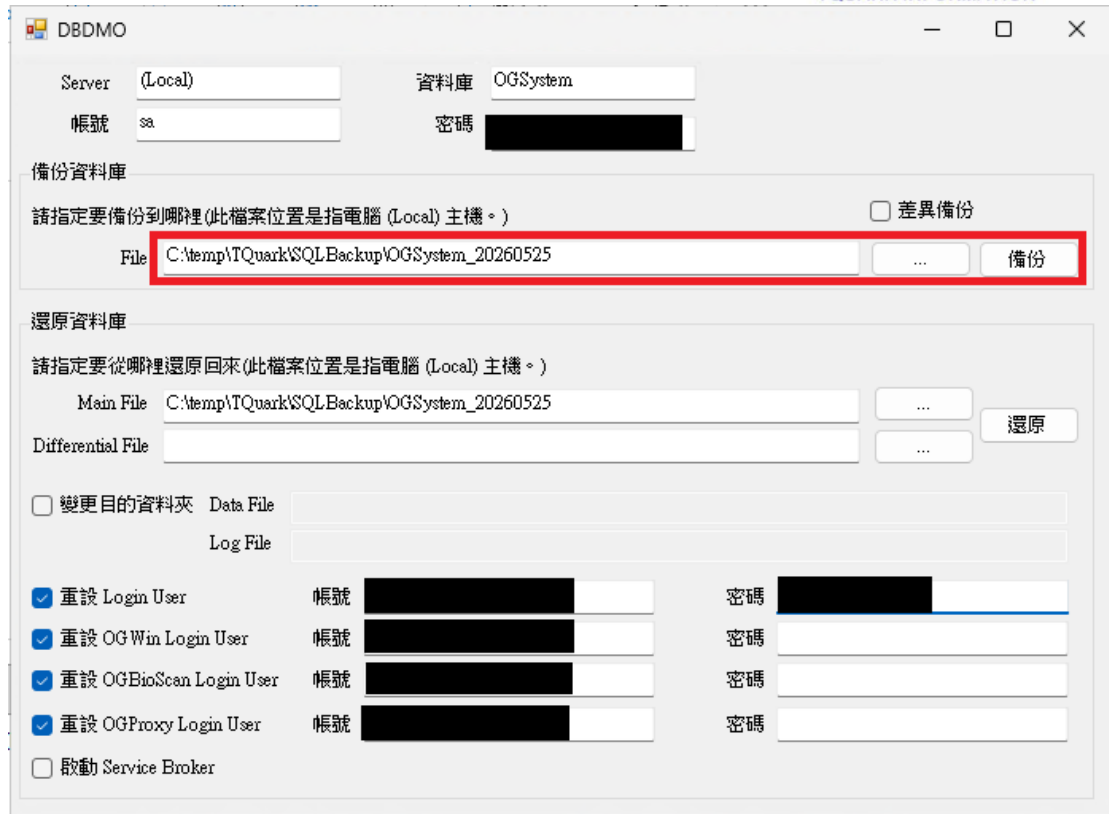 DBDMO
Server (Local) 資料庫 OGSystem
帳號 sa 密碼
備份資料庫
請指定要備份到哪裡(此檔案位置是指電腦 (Local) 主機。) 差異備份
File C:\temp\TQuark\SQLBackup\OGSystem_20260525 ... 備份
還原資料庫
請指定要從哪裡還原回來(此檔案位置是指電腦 (Local) 主機。)
Main File C:\temp\TQuark\SQLBackup\OGSystem_20260525 ...
還原
Differential File ...
變更目的資料夾 Data File
Log File
重設 Login User 帳號 密碼
重設 OGWin Login User 帳號 密碼
重設 OGBioScan Login User 帳號 密碼
重設 OGProxy Login User 帳號 密碼
啟動 Service Broker